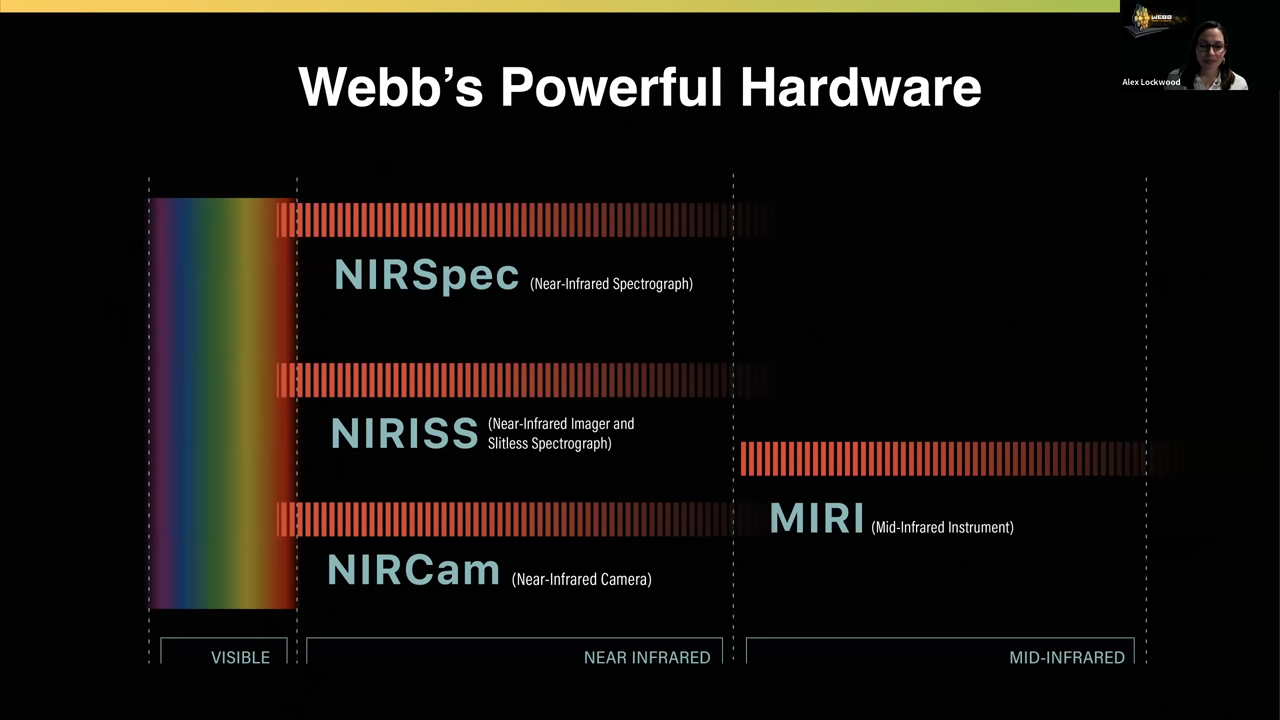 WEBB
Alex Lockwood
Webb’s Powerful Hardware
NIRSpec (Near-Infrared Spectrograph)
NIRISS (Near-Infrared Imager and
Slitless Spectrograph)
MIRI (Mid-Infrared Instrument)
NIRCam (Near-Infrared Camera)
VISIBLE
NEAR INFRARED
MID-INFRARED